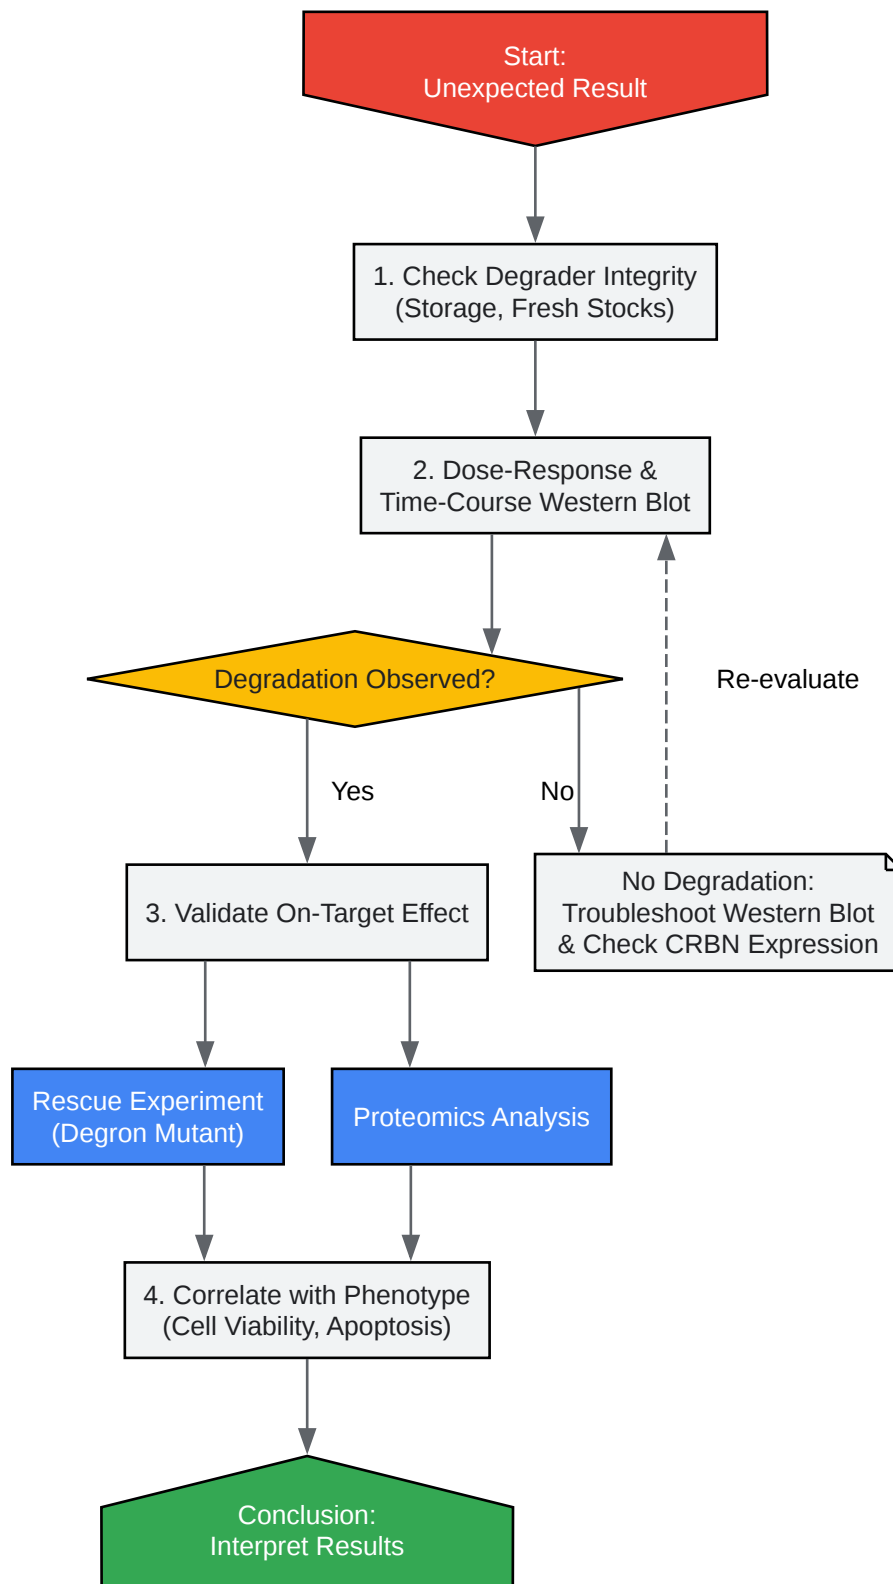 Start:
Unexpected Result
1. Check Degrader Integrity
(Storage, Fresh Stocks)
2. Dose-Response &
Time-Course Western Blot
Degradation Observed?
Re-evaluate
Yes
No
No Degradation:
Troubleshoot Western Blot
& Check CRBN Expression
3. Validate On-Target Effect
Rescue Experiment
(Degron Mutant)
Proteomics Analysis
4. Correlate with Phenotype
(Cell Viability, Apoptosis)
Conclusion:
Interpret Results